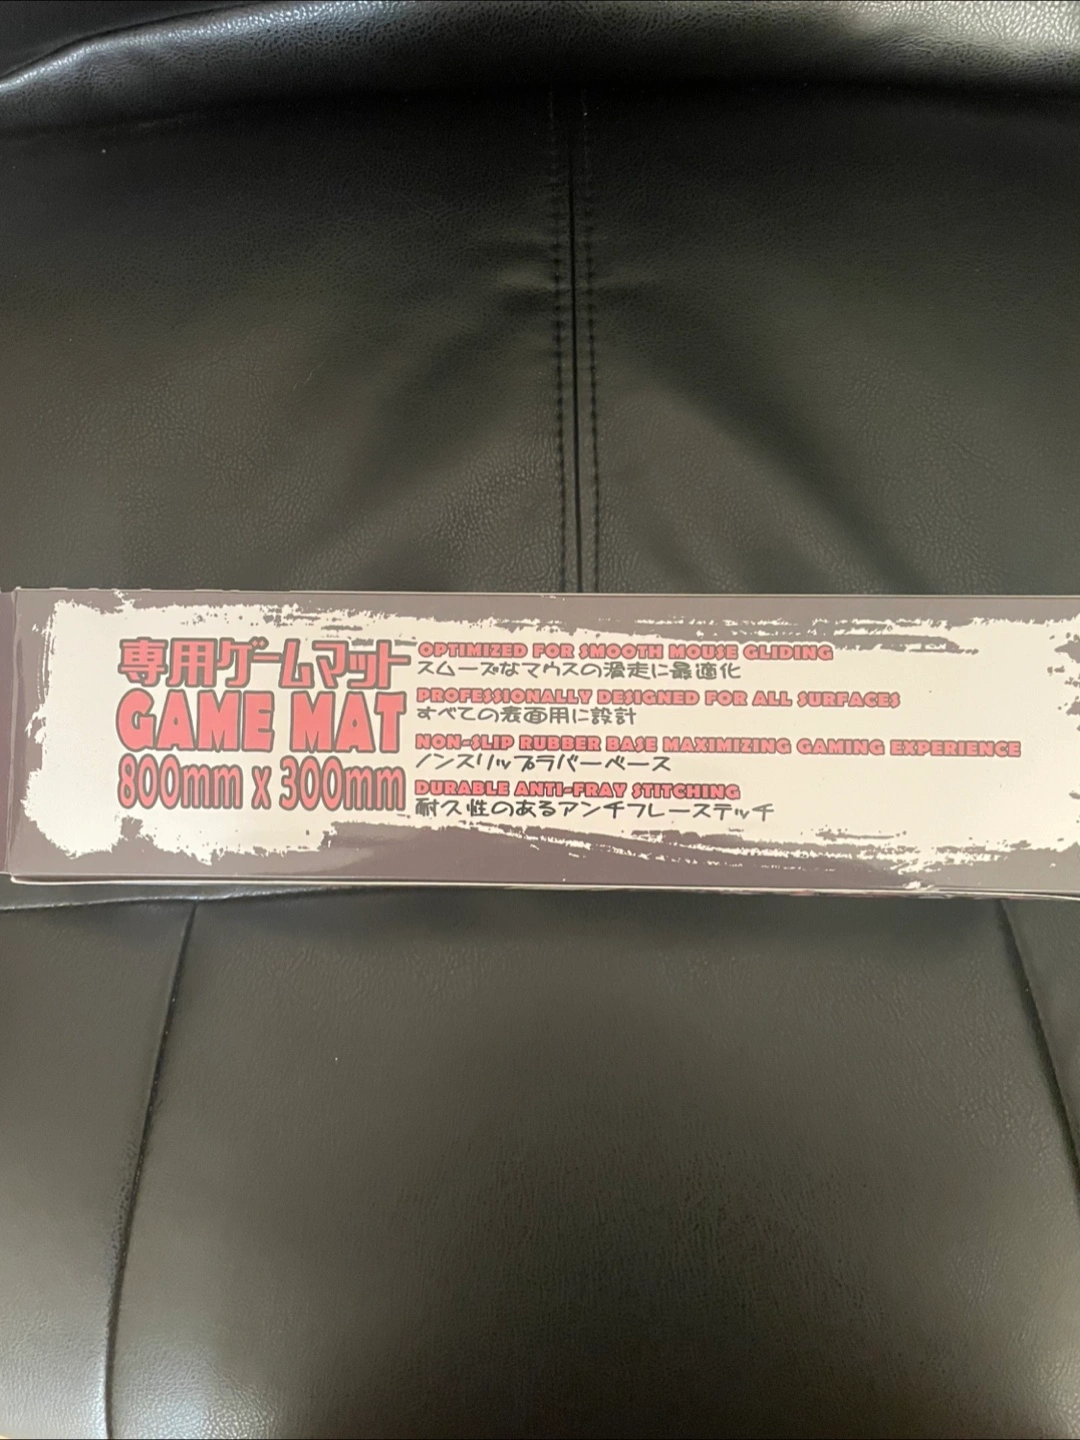 専用ゲームマット
GAME MAT
800mm x 300mm
OPTIMIZED FOR SMOOTH MOUSE GLIDING
スムーズなマウスの滑走に最適化
PROFESSIONALLY DESIGNED FOR ALL SURFACES
すべての表面用に設計
NON-SLIP RUBBER BASE MAXIMIZING GAMING EXPERIENCE
ノンスリップラバーベース
DURABLE ANTI-FRAY STITCHING
耐久性のあるアンチフレーステッチ